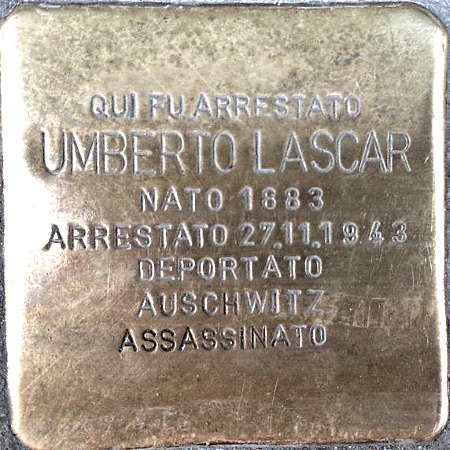 QUI FU ARRESTATO
UMBERTO LASCAR
NATO 1883
ARRESTATO 27.11.1943
DEPORTATO
AUSCHWITZ
ASSASSINATO